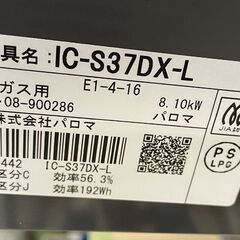 具名：IC-S37DX-L
ガス用 E1-4-16
-08-900286 8.10kW
株式会社パロマ パロマ
JIA
PS
LPG
442 IC-S37DX-L
区分C 効率56.3%
区分J 効率192Wh